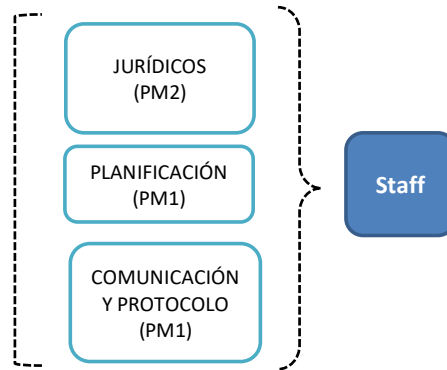 JURÍDICOS
(PM2)
PLANIFICACIÓN
(PM1)
COMUNICACIÓN
Y PROTOCOLO
(PM1)
Staff